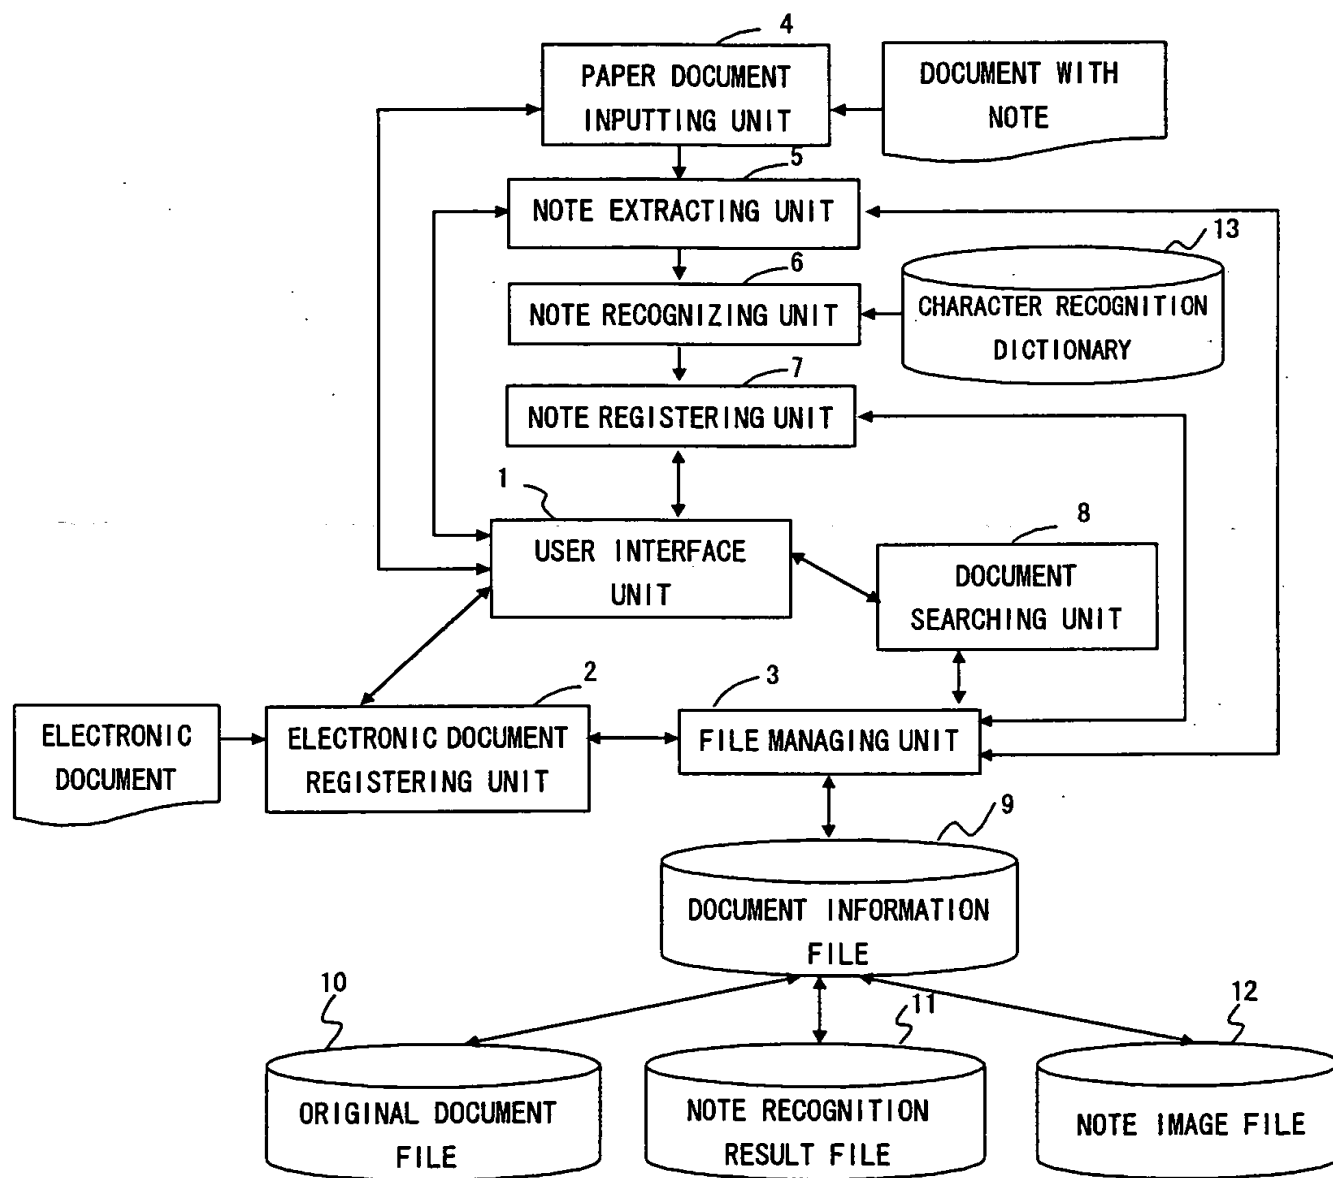 4
PAPER DOCUMENT
INPUTTING UNIT
DOCUMENT WITH
NOTE
5
NOTE EXTRACTING UNIT
13
6
NOTE RECOGNIZING UNIT
CHARACTER RECOGNITION
DICTIONARY
7
NOTE REGISTERING UNIT
1
USER INTERFACE
UNIT
8
DOCUMENT
SEARCHING UNIT
2
3
ELECTRONIC
DOCUMENT
ELECTRONIC DOCUMENT
REGISTERING UNIT
FILE MANAGING UNIT
9
DOCUMENT INFORMATION
FILE
10
11
12
ORIGINAL DOCUMENT
FILE
NOTE RECOGNITION
RESULT FILE
NOTE IMAGE FILE